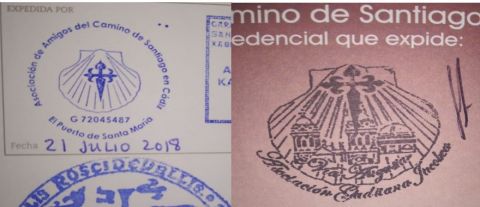 EXPEDIDA POR:
Asociación de Amigos del Camino de Santiago en Cádiz
G 72045487
El Puerto de Santa María
Fecha 21 JULIO 2018
mino de Santiago
edencial que expide:
Asociación Gaditana Jacobea